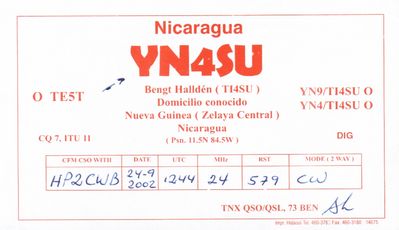 Nicaragua
YN4SU
O TE5T
Bengt Halldén ( TI4SU )
Domicilio conocido
Nueva Guinea ( Zelaya Central )
Nicaragua
( Psn. 11.5N 84.5W )
YN9/TI4SU O
YN4/TI4SU O
CQ 7, ITU 11
DIG
CFM CSO WITH DATE UTC MHz RST MODE ( 2 WAY )
HP2CWB 24-9 2002 1244 24 579 CW
TNX QSO/QSL, 73 BEN